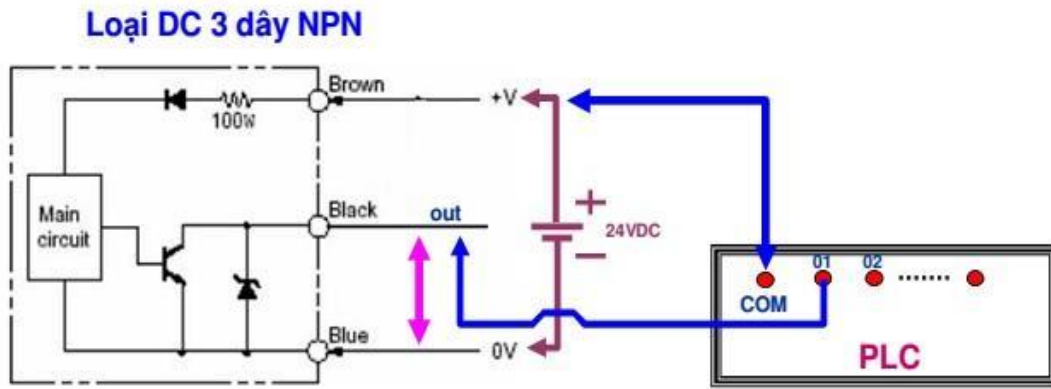 Loại DC 3 dây NPN
Brown
+V
100W
Main
circuit
Black
out
+
24VDC
−
01
02
.......
COM
Blue
0V
PLC